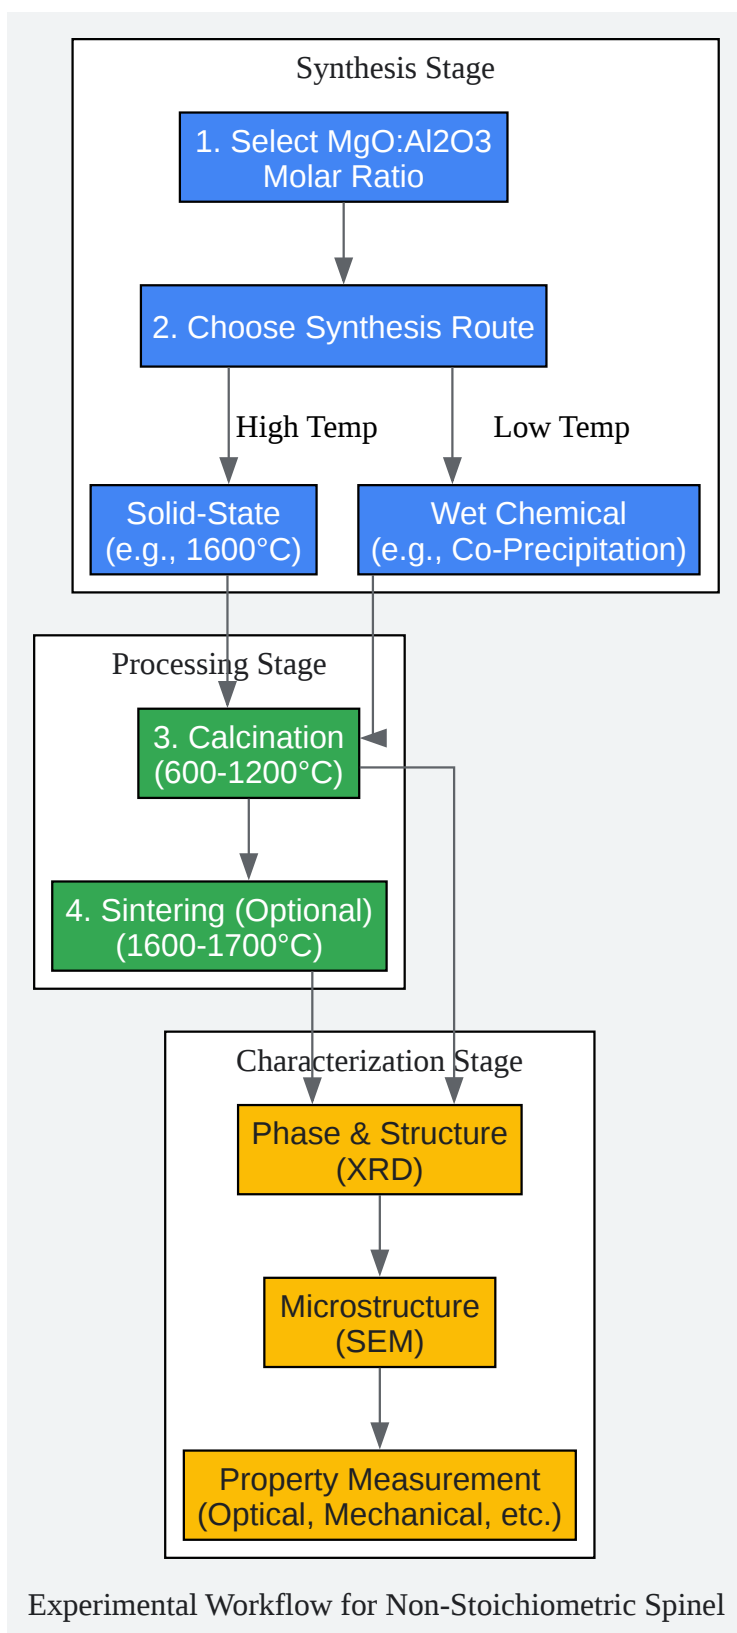 Synthesis Stage
1. Select MgO:Al2O3
Molar Ratio
2. Choose Synthesis Route
High Temp
Low Temp
Solid-State
(e.g., 1600°C)
Wet Chemical
(e.g., Co-Precipitation)
Processing Stage
3. Calcination
(600-1200°C)
4. Sintering (Optional)
(1600-1700°C)
Characterization Stage
Phase & Structure
(XRD)
Microstructure
(SEM)
Property Measurement
(Optical, Mechanical, etc.)
Experimental Workflow for Non-Stoichiometric Spinel